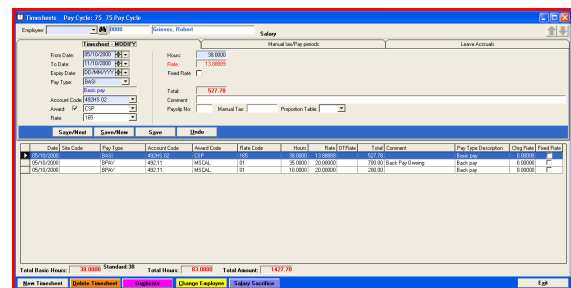 Timesheets   Pay Cycle: 75 75 Pay Cycle
Employee: 0000 Grieves, Robert Salary
Timesheet - MODIFY Manual tax/Pay periods Leave Accruals
From Date: 05/10/2000 Hours: 38.0000
To Date: 11/10/2000 Rate: 13.88889
Expiry Date: DD/MM/YYYY Fixed Rate
Pay Type: BASI
Basic pay Total: 527.78
Account Code: 492HS.02 Comment
Award: CSP Payslip No: Manual Tax: Proportion Table:
Rate: 165
Save/Next Save/New Save Undo
Date Site Code Pay Type Account Code Award Code Rate Code Hours Rate OTRate Total Comment Pay Type Description Chrg Rate Fixed Rate
05/10/2000 BASI 492HS.02 CSP 165 38.0000 13.88889 527.78 Basic pay 0.00000
05/10/2000 BPAY 492.11 MSCAL 01 35.0000 20.00000 700.00 Back Pay Oweing Back pay 0.00000
05/10/2000 BPAY 492.11 MSCAL 01 10.0000 20.00000 200.00 Back pay 0.00000
Total Basic Hours: 38.0000 Standard:38 Total Hours: 83.0000 Total Amount: 1427.78
New Timesheet Delete Timesheet Duplicate Change Employee Salary Sacrifice Exit